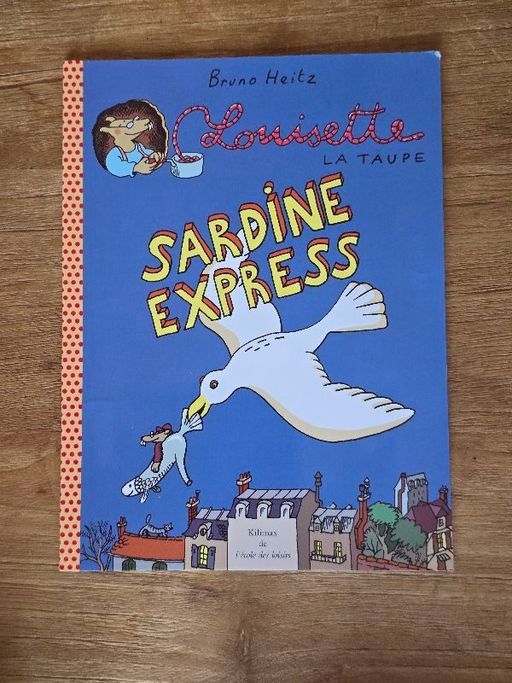 Bruno Heitz
Louisette
LA TAUPE
SARDINE
EXPRESS
Kilimax
de
l'école des loisirs